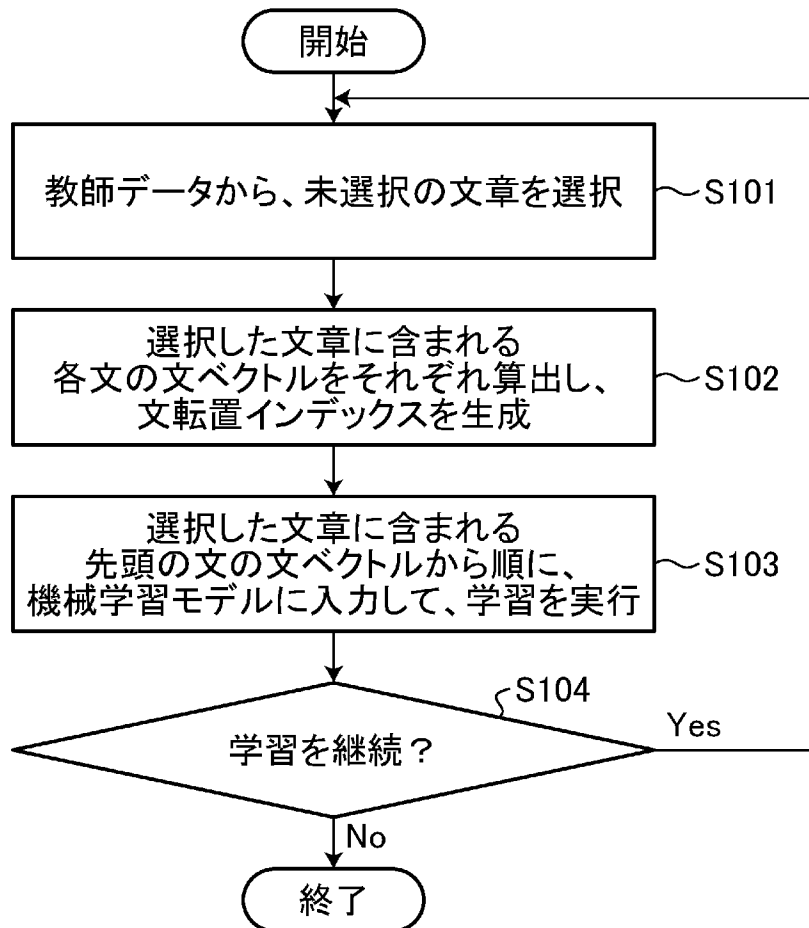 開始
教師データから、未選択の文章を選択
S101
選択した文章に含まれる
各文の文ベクトルをそれぞれ算出し、
文転置インデックスを生成
S102
選択した文章に含まれる
先頭の文の文ベクトルから順に、
機械学習モデルに入力して、学習を実行
S103
S104
学習を継続？
Yes
No
終了